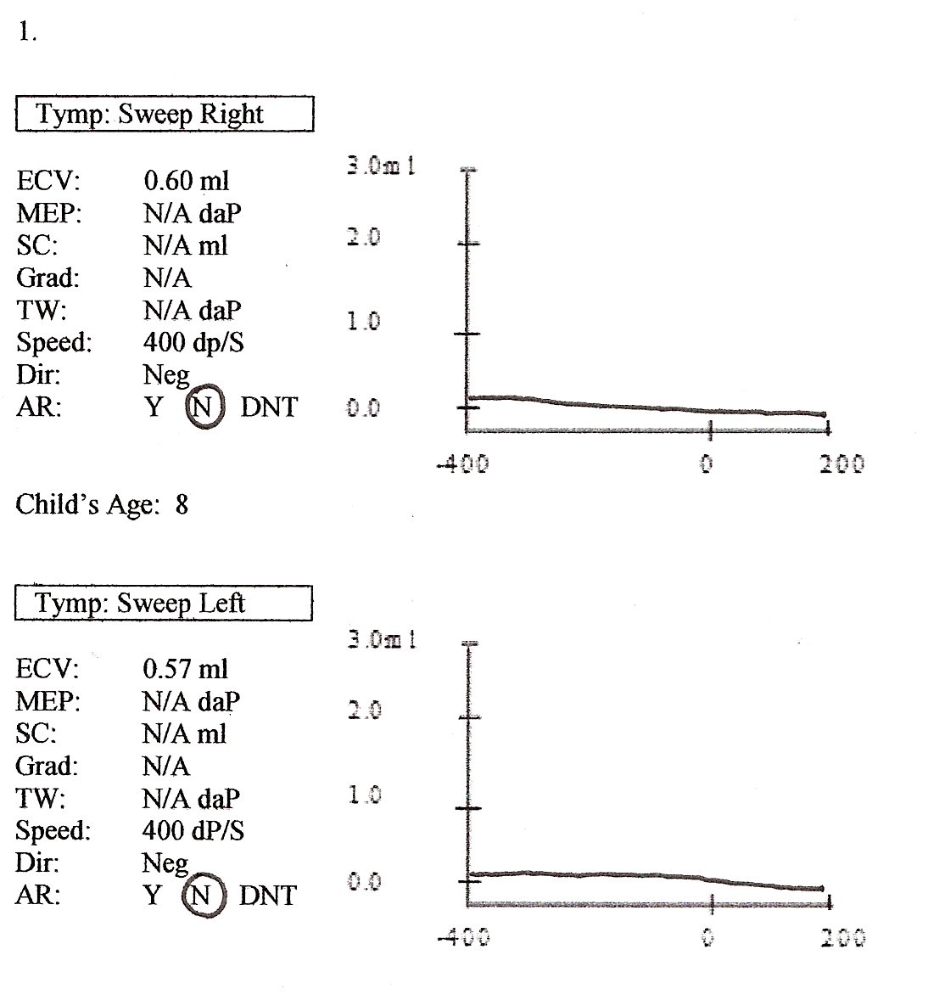 1.
Tymp: Sweep Right
ECV: 0.60 ml
MEP: N/A daP
SC: N/A ml
Grad: N/A
TW: N/A daP
Speed: 400 dp/S
Dir: Neg
AR: Y N DNT
3.0ml
2.0
1.0
0.0
-400 0 200
Child's Age: 8
Tymp: Sweep Left
ECV: 0.57 ml
MEP: N/A daP
SC: N/A ml
Grad: N/A
TW: N/A daP
Speed: 400 dP/S
Dir: Neg
AR: Y N DNT
3.0ml
2.0
1.0
0.0
-400 0 200